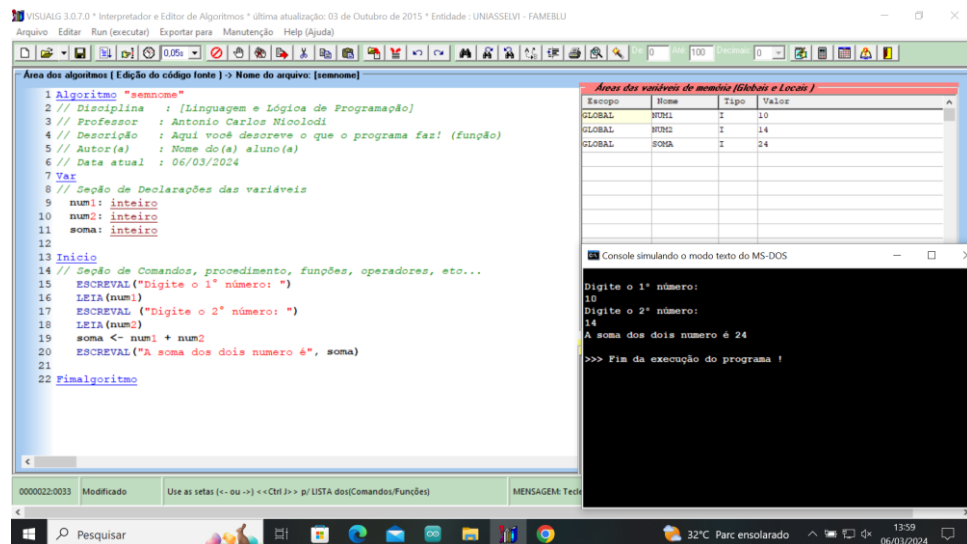 VISUALG 3.0.7.0 * Interpretador e Editor de Algoritmos * última atualização: 03 de Outubro de 2015 * Entidade : UNIASSELVI - FAMEBLU
Arquivo Editar Run (executar) Exportar para Manutenção Help (Ajuda)
0,05s De 0 Até 100 Decimais 0
Área dos algoritmos ( Edição do código fonte ) -> Nome do arquivo: [semnome]
1 Algoritmo "semnome"
2 // Disciplina : [Linguagem e Lógica de Programação]
3 // Professor : Antonio Carlos Nicolodi
4 // Descrição : Aqui você descreve o que o programa faz! (função)
5 // Autor(a) : Nome do(a) aluno(a)
6 // Data atual : 06/03/2024
7 Var
8 // Seção de Declarações das variáveis
9 num1: inteiro
10 num2: inteiro
11 soma: inteiro
12
13 Inicio
14 // Seção de Comandos, procedimento, funções, operadores, etc...
15 ESCREVAL("Digite o 1° número: ")
16 LEIA(num1)
17 ESCREVAL ("Digite o 2° número: ")
18 LEIA(num2)
19 soma <- num1 + num2
20 ESCREVAL("A soma dos dois numero é", soma)
21
22 Fimalgoritmo
Áreas das variáveis de memória (Globais e Locais )
Escopo Nome Tipo Valor
GLOBAL NUM1 I 10
GLOBAL NUM2 I 14
GLOBAL SOMA I 24
Console simulando o modo texto do MS-DOS
Digite o 1° número:
10
Digite o 2° número:
14
A soma dos dois numero é 24
>>> Fim da execução do programa !
0000022:0033 Modificado Use as setas (<- ou ->) <<Ctrl J>> p/ LISTA dos(Comandos/Funções) MENSAGEM: Tecle
Pesquisar 32°C Parc ensolarado 13:59
06/03/2024